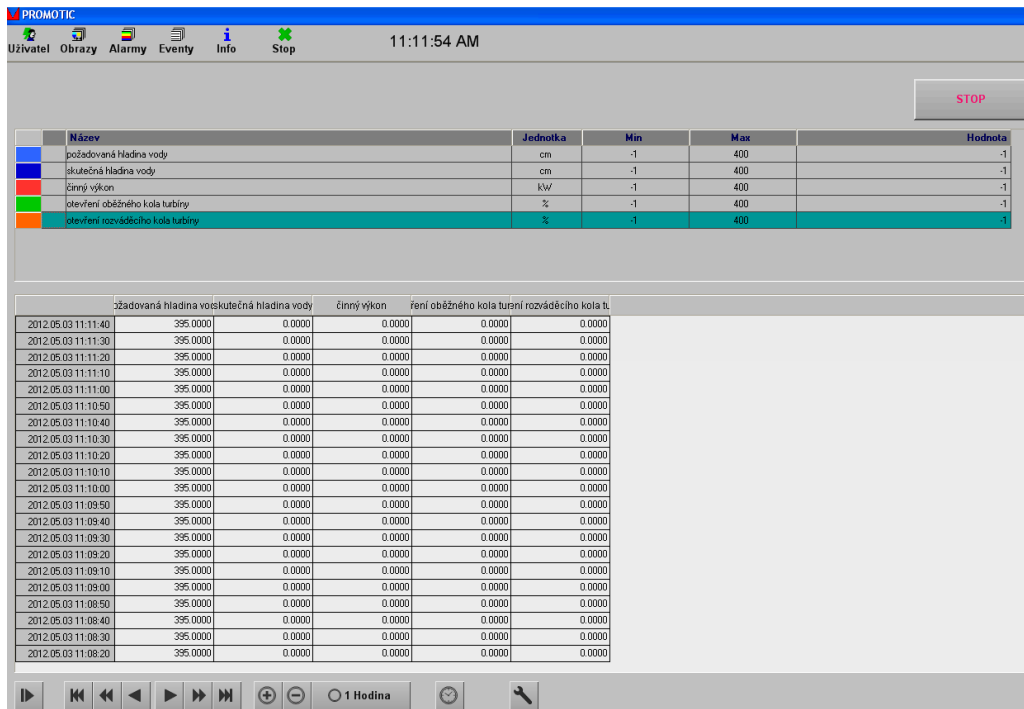 PROMOTIC
Uživatel Obrazy Alarmy Eventy Info Stop 11:11:54 AM
STOP
Název Jednotka Min Max Hodnota
požadovaná hladina vody cm -1 400 -1
skutečná hladina vody cm -1 400 -1
činný výkon kW -1 400 -1
otevření oběžného kola turbíny % -1 400 -1
otevření rozváděcího kola turbíny % -1 400 -1
ožadovaná hladina vod skutečná hladina vody činný výkon ření oběžného kola tur ení rozváděcího kola tu
2012.05.03 11:11:40 395.0000 0.0000 0.0000 0.0000 0.0000
2012.05.03 11:11:30 395.0000 0.0000 0.0000 0.0000 0.0000
2012.05.03 11:11:20 395.0000 0.0000 0.0000 0.0000 0.0000
2012.05.03 11:11:10 395.0000 0.0000 0.0000 0.0000 0.0000
2012.05.03 11:11:00 395.0000 0.0000 0.0000 0.0000 0.0000
2012.05.03 11:10:50 395.0000 0.0000 0.0000 0.0000 0.0000
2012.05.03 11:10:40 395.0000 0.0000 0.0000 0.0000 0.0000
2012.05.03 11:10:30 395.0000 0.0000 0.0000 0.0000 0.0000
2012.05.03 11:10:20 395.0000 0.0000 0.0000 0.0000 0.0000
2012.05.03 11:10:10 395.0000 0.0000 0.0000 0.0000 0.0000
2012.05.03 11:10:00 395.0000 0.0000 0.0000 0.0000 0.0000
2012.05.03 11:09:50 395.0000 0.0000 0.0000 0.0000 0.0000
2012.05.03 11:09:40 395.0000 0.0000 0.0000 0.0000 0.0000
2012.05.03 11:09:30 395.0000 0.0000 0.0000 0.0000 0.0000
2012.05.03 11:09:20 395.0000 0.0000 0.0000 0.0000 0.0000
2012.05.03 11:09:10 395.0000 0.0000 0.0000 0.0000 0.0000
2012.05.03 11:09:00 395.0000 0.0000 0.0000 0.0000 0.0000
2012.05.03 11:08:50 395.0000 0.0000 0.0000 0.0000 0.0000
2012.05.03 11:08:40 395.0000 0.0000 0.0000 0.0000 0.0000
2012.05.03 11:08:30 395.0000 0.0000 0.0000 0.0000 0.0000
2012.05.03 11:08:20 395.0000 0.0000 0.0000 0.0000 0.0000
1 Hodina